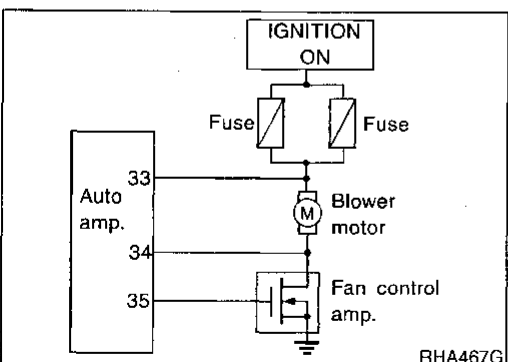 IGNITION
ON
Fuse
Fuse
33
Auto
amp.
Blower
motor
M
34
35
Fan control
amp.
RHA467G